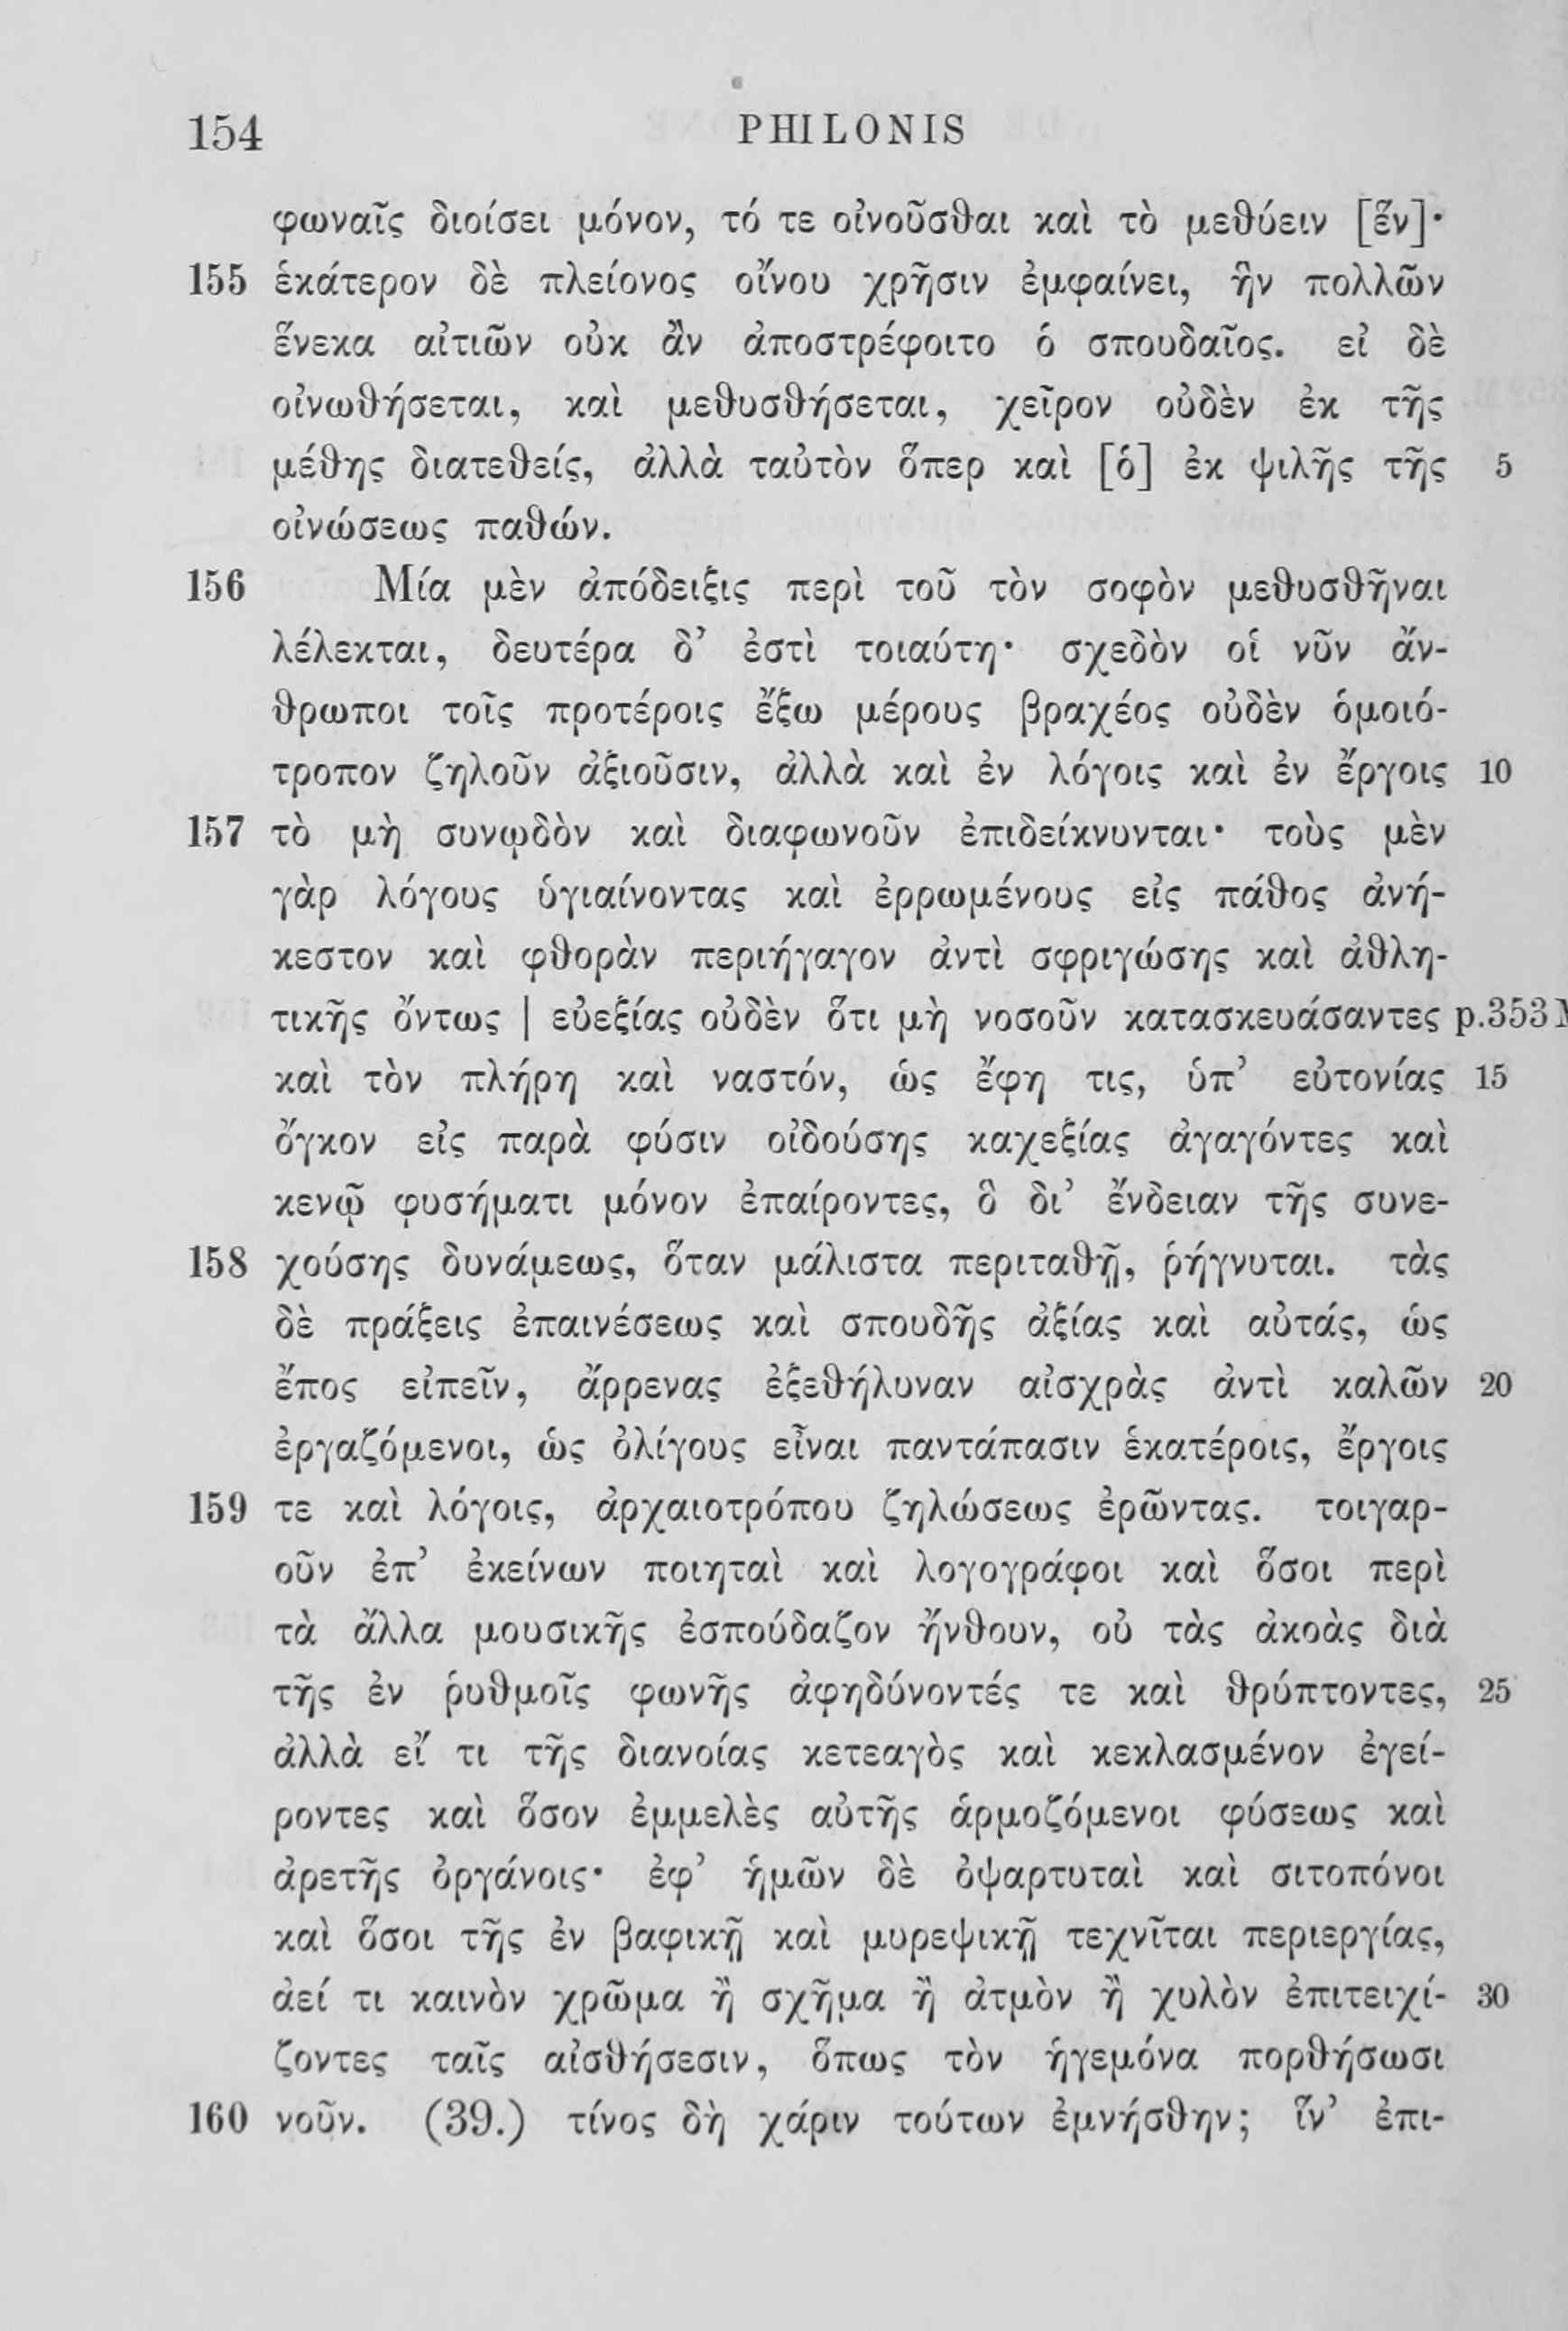 154 PHILONIS
φωναῖς διοίσει μόνον, τό τε οἰνοῦσθαι καὶ τὸ μεθύειν [ἕν]·
155 ἑκάτερον δὲ πλείονος οἴνου χρῆσιν ἐμφαίνει, ἣν πολλῶν
ἕνεκα αἰτιῶν οὐκ ἂν ἀποστρέφοιτο ὁ σπουδαῖος. εἰ δὲ
οἰνωθήσεται, καὶ μεθυσθήσεται, χεῖρον οὐδὲν ἐκ τῆς
μέθης διατεθείς, ἀλλὰ ταὐτὸν ὅπερ καὶ [ὁ] ἐκ ψιλῆς τῆς 5
οἰνώσεως παθών.
156 Μία μὲν ἀπόδειξις περὶ τοῦ τὸν σοφὸν μεθυσθῆναι
λέλεκται, δευτέρα δ’ ἐστὶ τοιαύτη· σχεδὸν οἱ νῦν ἄν-
θρωποι τοῖς προτέροις ἔξω μέρους βραχέος οὐδὲν ὁμοιό-
τροπον ζηλοῦν ἀξιοῦσιν, ἀλλὰ καὶ ἐν λόγοις καὶ ἐν ἔργοις 10
157 τὸ μὴ συνῳδὸν καὶ διαφωνοῦν ἐπιδείκνυνται· τοὺς μὲν
γὰρ λόγους ὑγιαίνοντας καὶ ἐρρωμένους εἰς πάθος ἀνή-
κεστον καὶ φθορὰν περιήγαγον ἀντὶ σφριγώσης καὶ ἀθλη-
τικῆς ὄντως | εὐεξίας οὐδὲν ὅτι μὴ νοσοῦν κατασκευάσαντες p.353 M
καὶ τὸν πλήρη καὶ ναστόν, ὡς ἔφη τις, ὑπ’ εὐτονίας 15
ὄγκον εἰς παρὰ φύσιν οἰδούσης καχεξίας ἀγαγόντες καὶ
κενῷ φυσήματι μόνον ἐπαίροντες, ὃ δι’ ἔνδειαν τῆς συνε-
158 χούσης δυνάμεως, ὅταν μάλιστα περιταθῇ, ῥήγνυται. τὰς
δὲ πράξεις ἐπαινέσεως καὶ σπουδῆς ἀξίας καὶ αὐτάς, ὡς
ἔπος εἰπεῖν, ἄρρενας ἐξεθήλυναν αἰσχρὰς ἀντὶ καλῶν 20
ἐργαζόμενοι, ὡς ὀλίγους εἶναι παντάπασιν ἑκατέροις, ἔργοις
159 τε καὶ λόγοις, ἀρχαιοτρόπου ζηλώσεως ἐρῶντας. τοιγαρ-
οῦν ἐπ’ ἐκείνων ποιηταὶ καὶ λογογράφοι καὶ ὅσοι περὶ
τὰ ἄλλα μουσικῆς ἐσπούδαζον ἤνθουν, οὐ τὰς ἀκοὰς διὰ
τῆς ἐν ῥυθμοῖς φωνῆς ἀφηδύνοντές τε καὶ θρύπτοντες, 25
ἀλλὰ εἴ τι τῆς διανοίας κετεαγὸς καὶ κεκλασμένον ἐγεί-
ροντες καὶ ὅσον ἐμμελὲς αὐτῆς ἁρμοζόμενοι φύσεως καὶ
ἀρετῆς ὀργάνοις· ἐφ’ ἡμῶν δὲ ὀψαρτυταὶ καὶ σιτοπόνοι
καὶ ὅσοι τῆς ἐν βαφικῇ καὶ μυρεψικῇ τεχνῖται περιεργίας,
ἀεί τι καινὸν χρῶμα ἢ σχῆμα ἢ ἀτμὸν ἢ χυλὸν ἐπιτειχί- 30
ζοντες ταῖς αἰσθήσεσιν, ὅπως τὸν ἡγεμόνα πορθήσωσι
160 νοῦν. (39.) τίνος δὴ χάριν τούτων ἐμνήσθην; ἵν’ ἐπι-